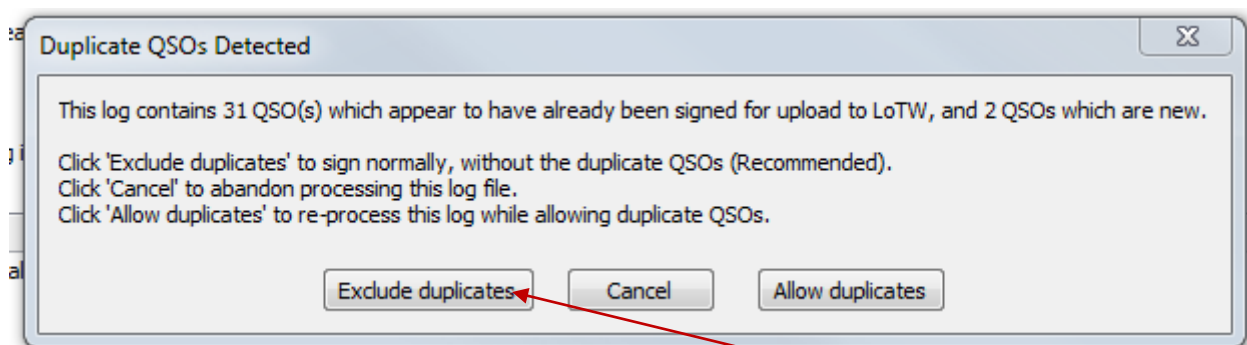 Duplicate QSOs Detected
This log contains 31 QSO(s) which appear to have already been signed for upload to LoTW, and 2 QSOs which are new.
Click 'Exclude duplicates' to sign normally, without the duplicate QSOs (Recommended).
Click 'Cancel' to abandon processing this log file.
Click 'Allow duplicates' to re-process this log while allowing duplicate QSOs.
Exclude duplicates Cancel Allow duplicates